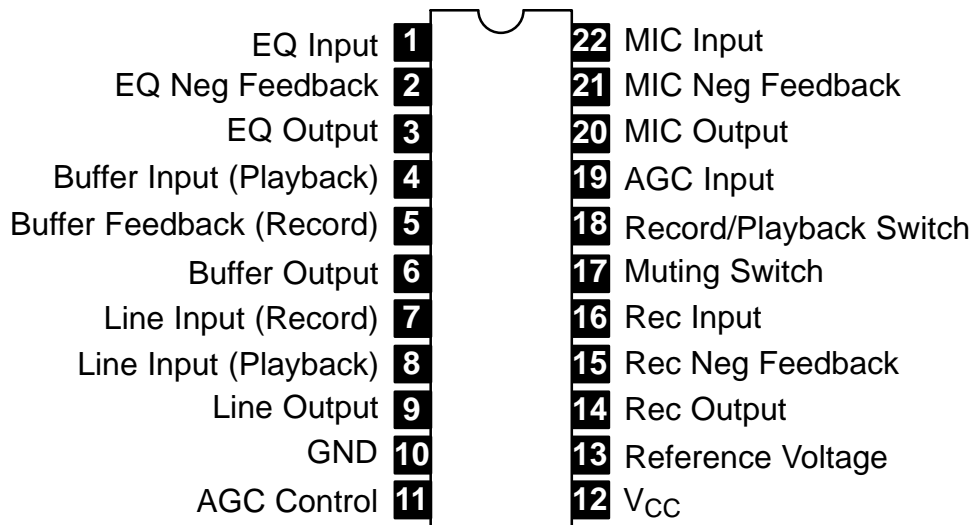 EQ Input 1 22 MIC Input
EQ Neg Feedback 2 21 MIC Neg Feedback
EQ Output 3 20 MIC Output
Buffer Input (Playback) 4 19 AGC Input
Buffer Feedback (Record) 5 18 Record/Playback Switch
Buffer Output 6 17 Muting Switch
Line Input (Record) 7 16 Rec Input
Line Input (Playback) 8 15 Rec Neg Feedback
Line Output 9 14 Rec Output
GND 10 13 Reference Voltage
AGC Control 11 12 VCC